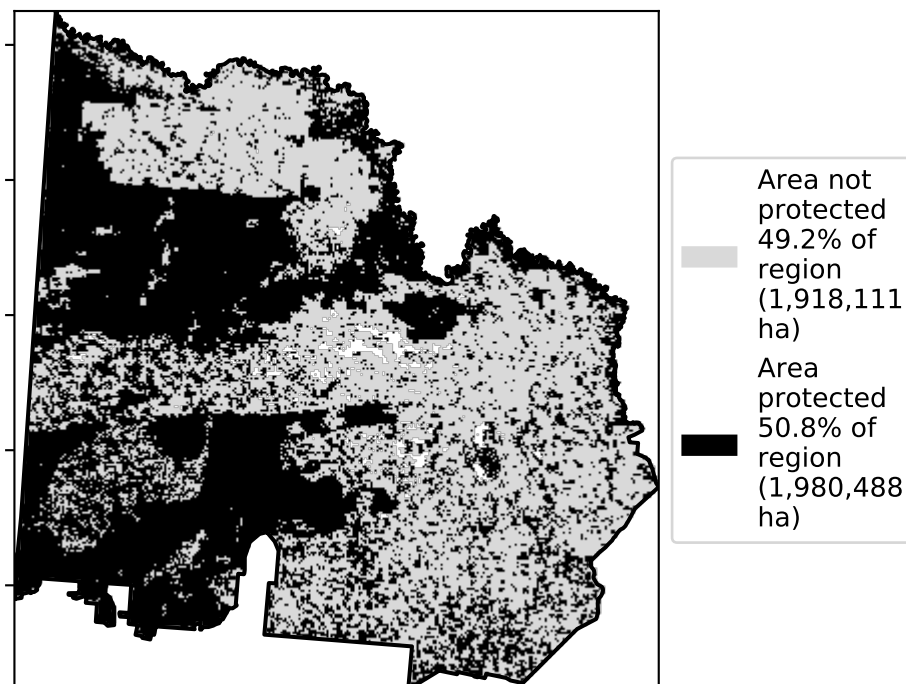 Area not
protected
49.2% of
region
(1,918,111
ha)
Area
protected
50.8% of
region
(1,980,488
ha)